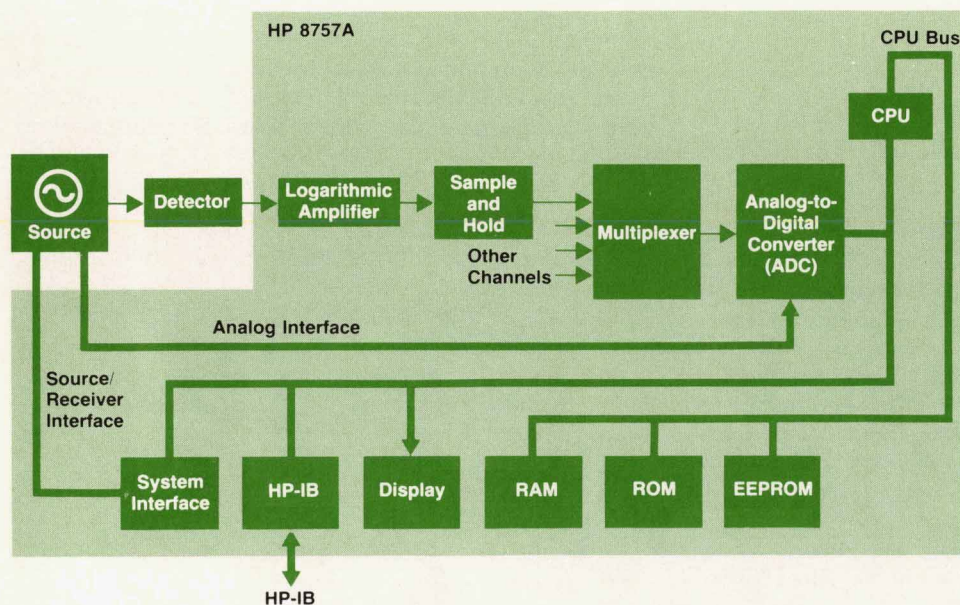 HP 8757A
CPU Bus
CPU
Source
Detector
Logarithmic
Amplifier
Sample
and
Hold
Other
Channels
Multiplexer
Analog-to-
Digital
Converter
(ADC)
Analog Interface
Source/
Receiver
Interface
System
Interface
HP-IB
Display
RAM
ROM
EEPROM
HP-IB